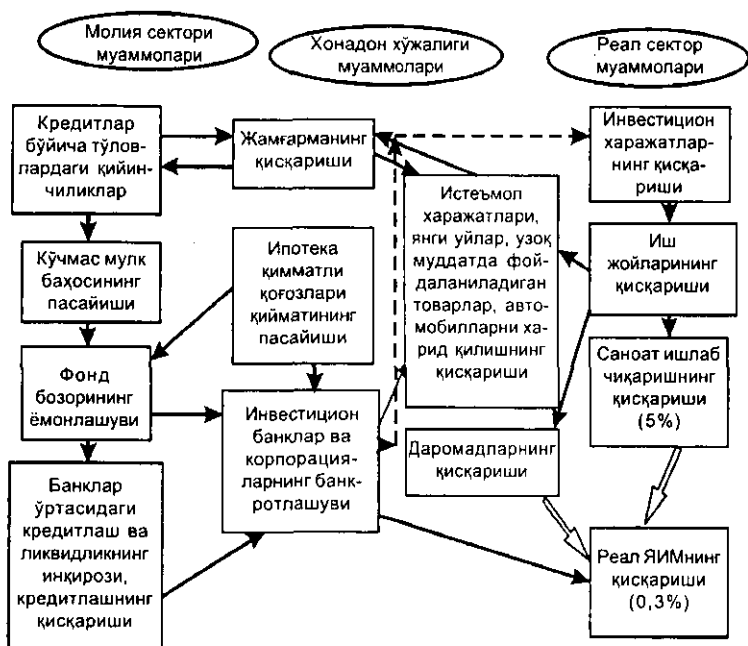 Молия сектори
муаммолари
Хонадон хўжалиги
муаммолари
Реал сектор
муаммолари
Кредитлар
бўйича тўлов-
лардаги қийин-
чиликлар
Жамғарманинг
қисқариши
Инвестицион
харажатлар-
нинг қисқа-
риши
Кўчмас мулк
баҳосининг
пасайиши
Ипотека
қимматли
қоғозлари
қийматининг
пасайиши
Истеъмол
харажатлари,
янги уйлар, узоқ
муддатда фой-
даланиладиган
товарлар, авто-
мобилларни ха-
рид қилишнинг
қисқариши
Иш
жойларининг
қисқариши
Фонд
бозорининг
ёмонлашуви
Инвестицион
банклар ва
корпорация-
ларнинг банк-
ротлашуви
Саноат ишлаб
чиқаришнинг
қисқариши
(5%)
Даромадларнинг
қисқариши
Банклар
ўртасидаги
кредитлаш ва
ликвидликнинг
инқирози,
кредитлашнинг
қисқариши
Реал ЯИМнинг
қисқариши
(0,3%)